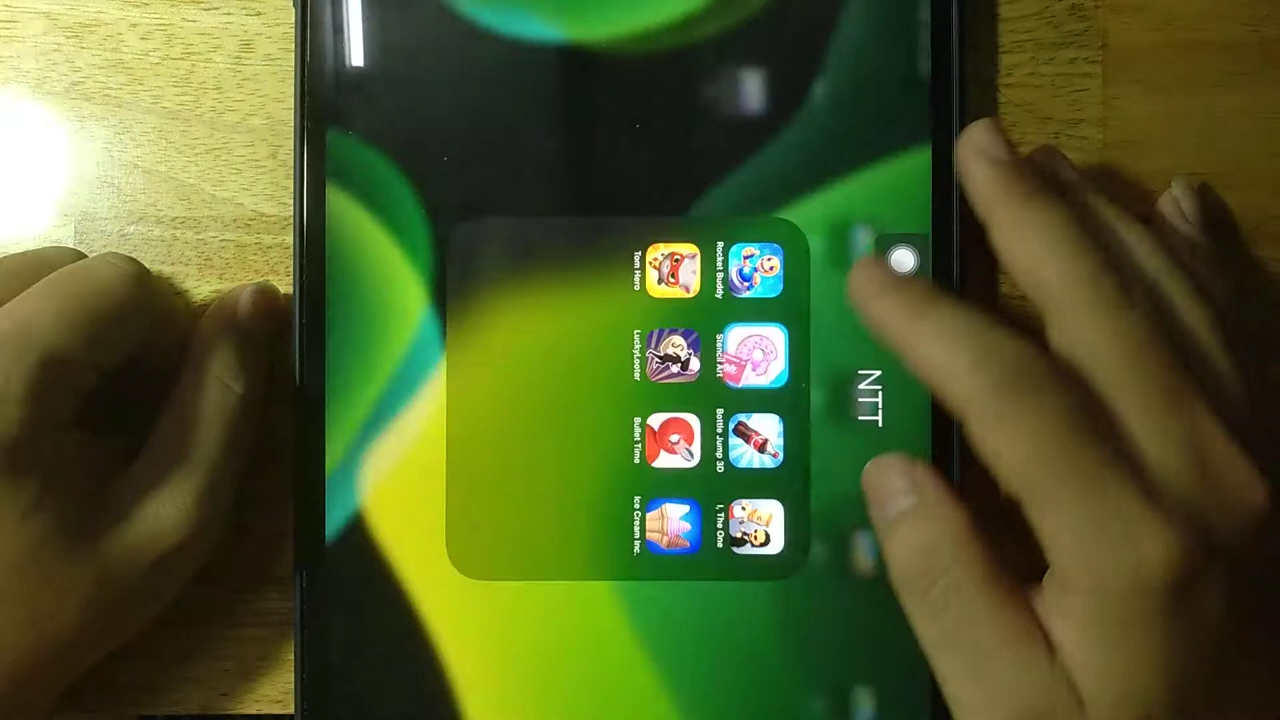 NTT
Rocket Buddy
Stencil Art
Bottle Jump 3D
I, The One
Tom Hero
LuckyLooter
Bullet Time
Ice Cream Inc.